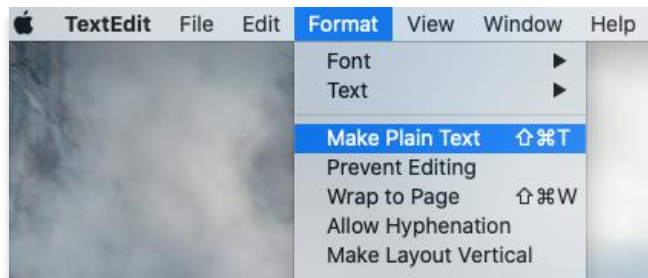 TextEdit File Edit Format View Window Help
Font ▶
Text ▶
Make Plain Text ⇧⌘T
Prevent Editing
Wrap to Page ⇧⌘W
Allow Hyphenation
Make Layout Vertical